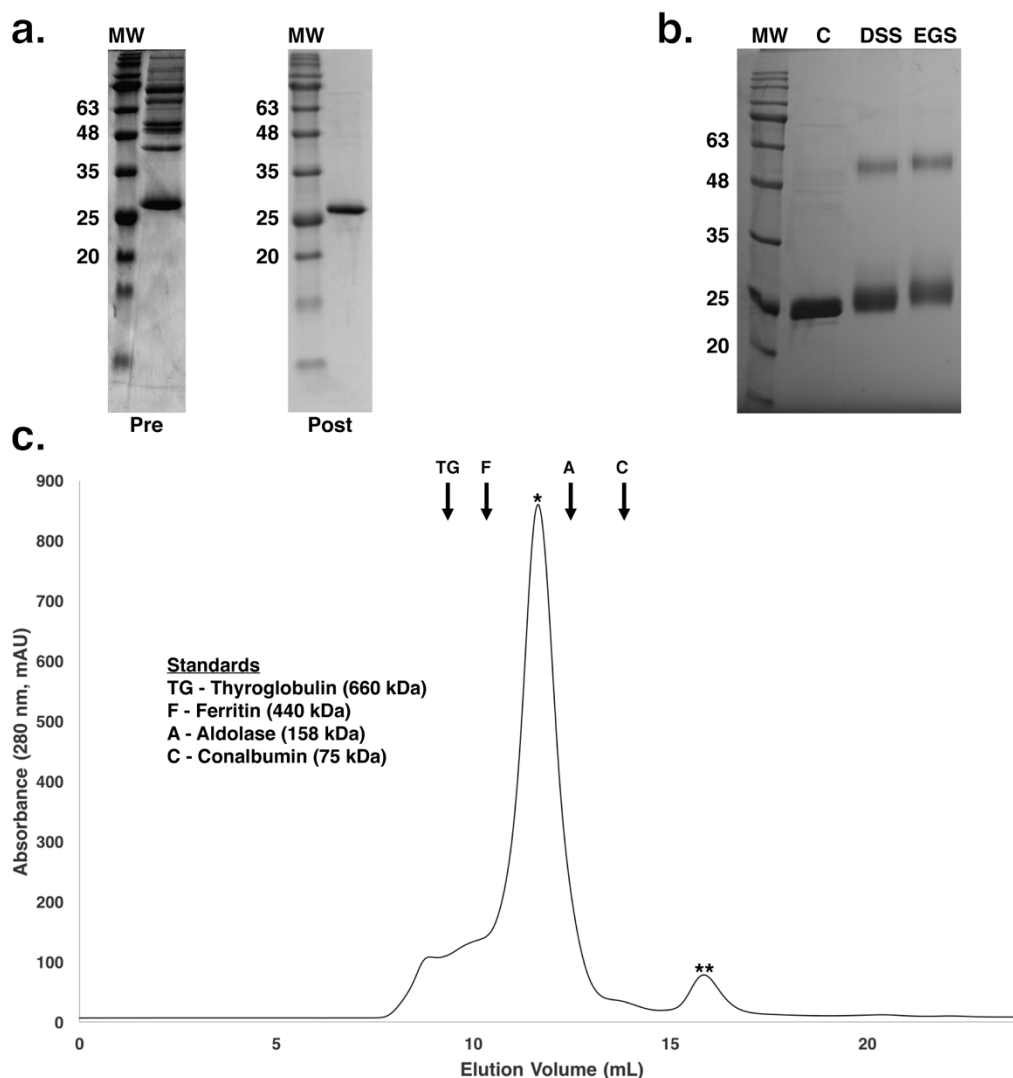 a.
MW
63
48
35
25
20
Pre
MW
63
48
35
25
20
Post
b.
MW C DSS EGS
63
48
35
25
20
c.
TG F A C
*
**
900
800
700
600
500
400
300
200
100
0
Absorbance (280 nm, mAU)
Standards
TG - Thyroglobulin (660 kDa)
F - Ferritin (440 kDa)
A - Aldolase (158 kDa)
C - Conalbumin (75 kDa)
0 5 10 15 20
Elution Volume (mL)